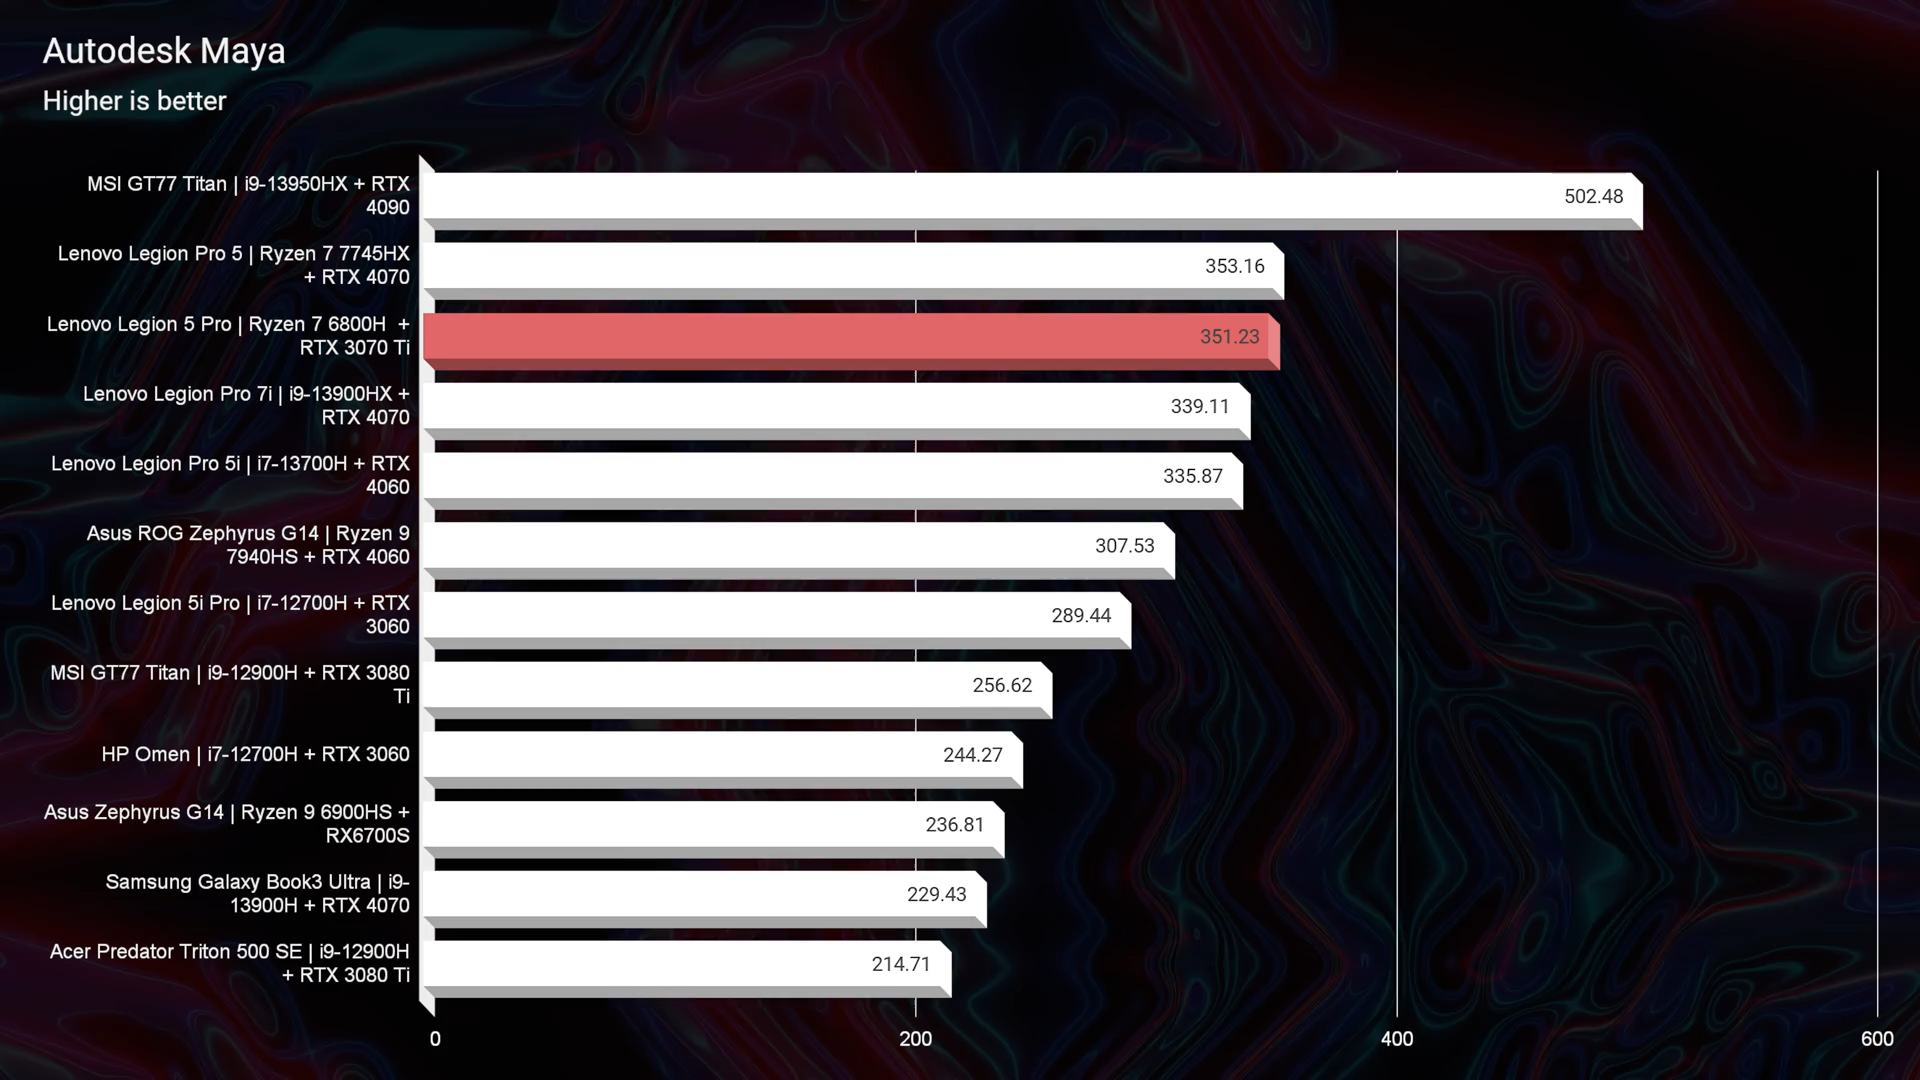 Autodesk Maya
Higher is better
MSI GT77 Titan | i9-13950HX + RTX
4090
502.48
Lenovo Legion Pro 5 | Ryzen 7 7745HX
+ RTX 4070
353.16
Lenovo Legion 5 Pro | Ryzen 7 6800H +
RTX 3070 Ti
351.23
Lenovo Legion Pro 7i | i9-13900HX +
RTX 4070
339.11
Lenovo Legion Pro 5i | i7-13700H + RTX
4060
335.87
Asus ROG Zephyrus G14 | Ryzen 9
7940HS + RTX 4060
307.53
Lenovo Legion 5i Pro | i7-12700H + RTX
3060
289.44
MSI GT77 Titan | i9-12900H + RTX 3080
Ti
256.62
HP Omen | i7-12700H + RTX 3060
244.27
Asus Zephyrus G14 | Ryzen 9 6900HS +
RX6700S
236.81
Samsung Galaxy Book3 Ultra | i9-
13900H + RTX 4070
229.43
Acer Predator Triton 500 SE | i9-12900H
+ RTX 3080 Ti
214.71
0 200 400 600